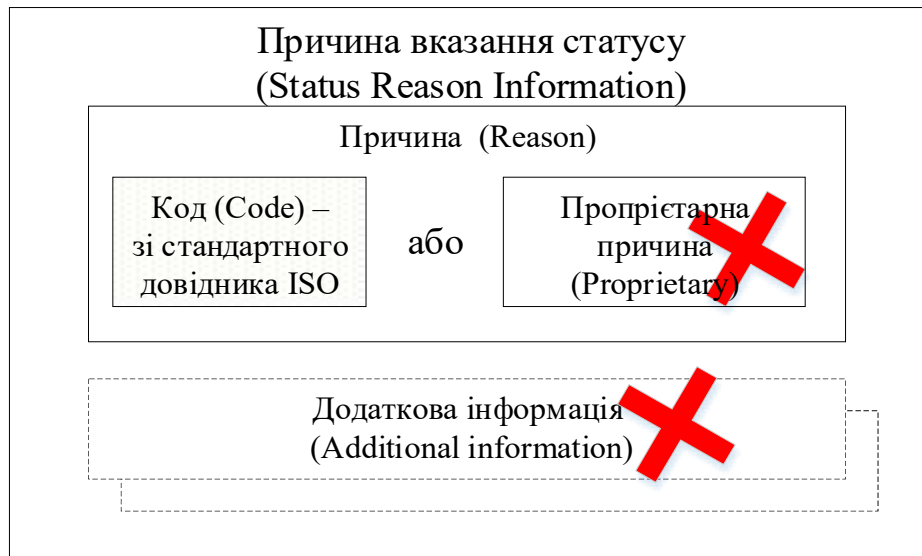 Причина вказання статусу
(Status Reason Information)
Причина (Reason)
Код (Code) –
зі стандартного
довідника ISO
або
Пропрієтарна
причина
(Proprietary)
Додаткова інформація
(Additional information)